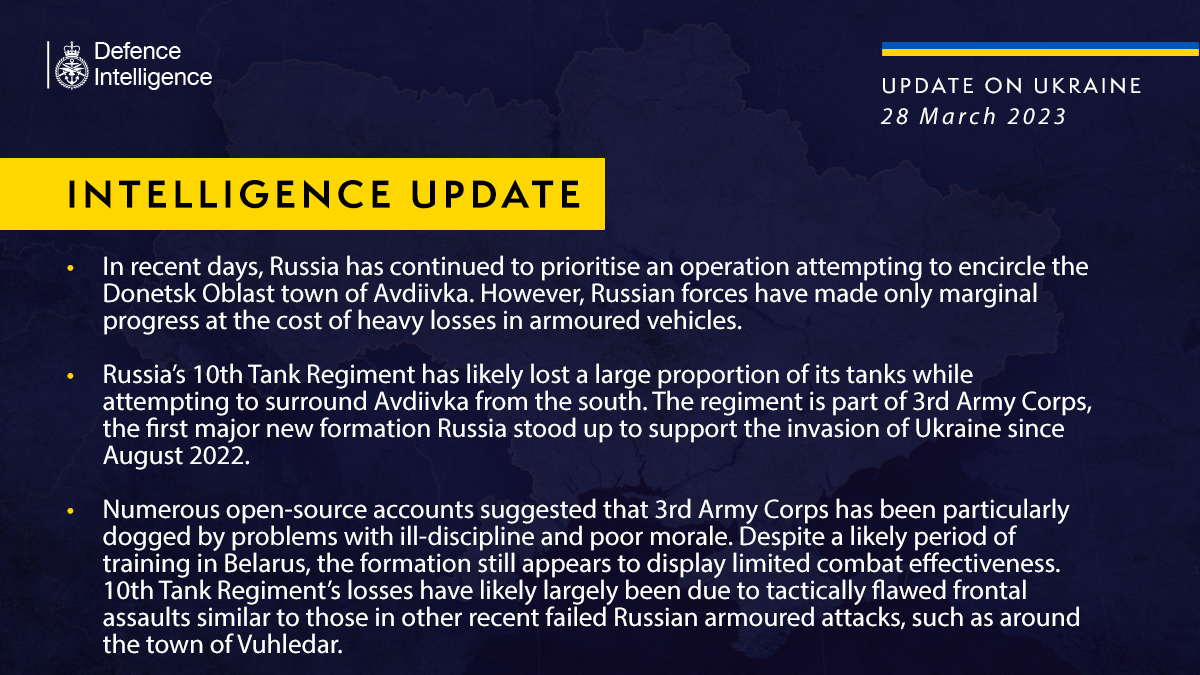 Defence
Intelligence
UPDATE ON UKRAINE
28 March 2023
INTELLIGENCE UPDATE
• In recent days, Russia has continued to prioritise an operation attempting to encircle the
Donetsk Oblast town of Avdiivka. However, Russian forces have made only marginal
progress at the cost of heavy losses in armoured vehicles.
• Russia’s 10th Tank Regiment has likely lost a large proportion of its tanks while
attempting to surround Avdiivka from the south. The regiment is part of 3rd Army Corps,
the first major new formation Russia stood up to support the invasion of Ukraine since
August 2022.
• Numerous open-source accounts suggested that 3rd Army Corps has been particularly
dogged by problems with ill-discipline and poor morale. Despite a likely period of
training in Belarus, the formation still appears to display limited combat effectiveness.
10th Tank Regiment’s losses have likely largely been due to tactically flawed frontal
assaults similar to those in other recent failed Russian armoured attacks, such as around
the town of Vuhledar.